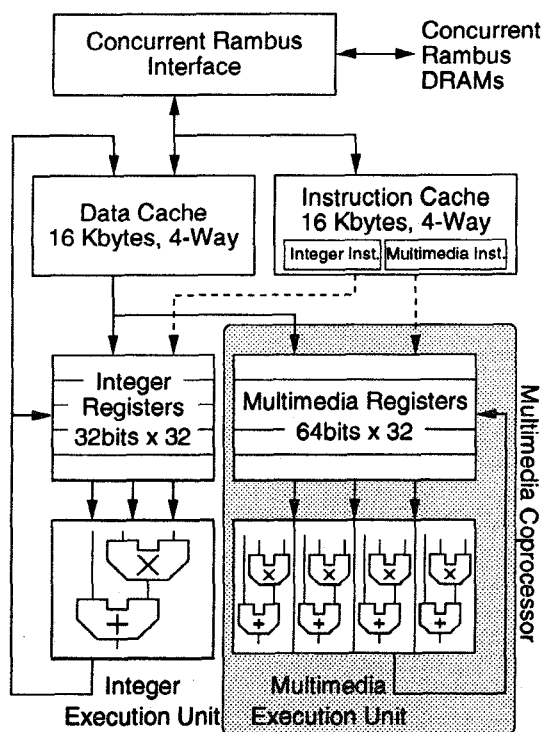 Concurrent Rambus
Interface
Concurrent
Rambus
DRAMs
Data Cache
16 Kbytes, 4-Way
Instruction Cache
16 Kbytes, 4-Way
Integer Inst.
Multimedia Inst.
Integer
Registers
32bits x 32
Multimedia Registers
64bits x 32
Multimedia Coprocessor
×
+
× × × ×
+ + + +
Integer
Execution Unit
Multimedia
Execution Unit